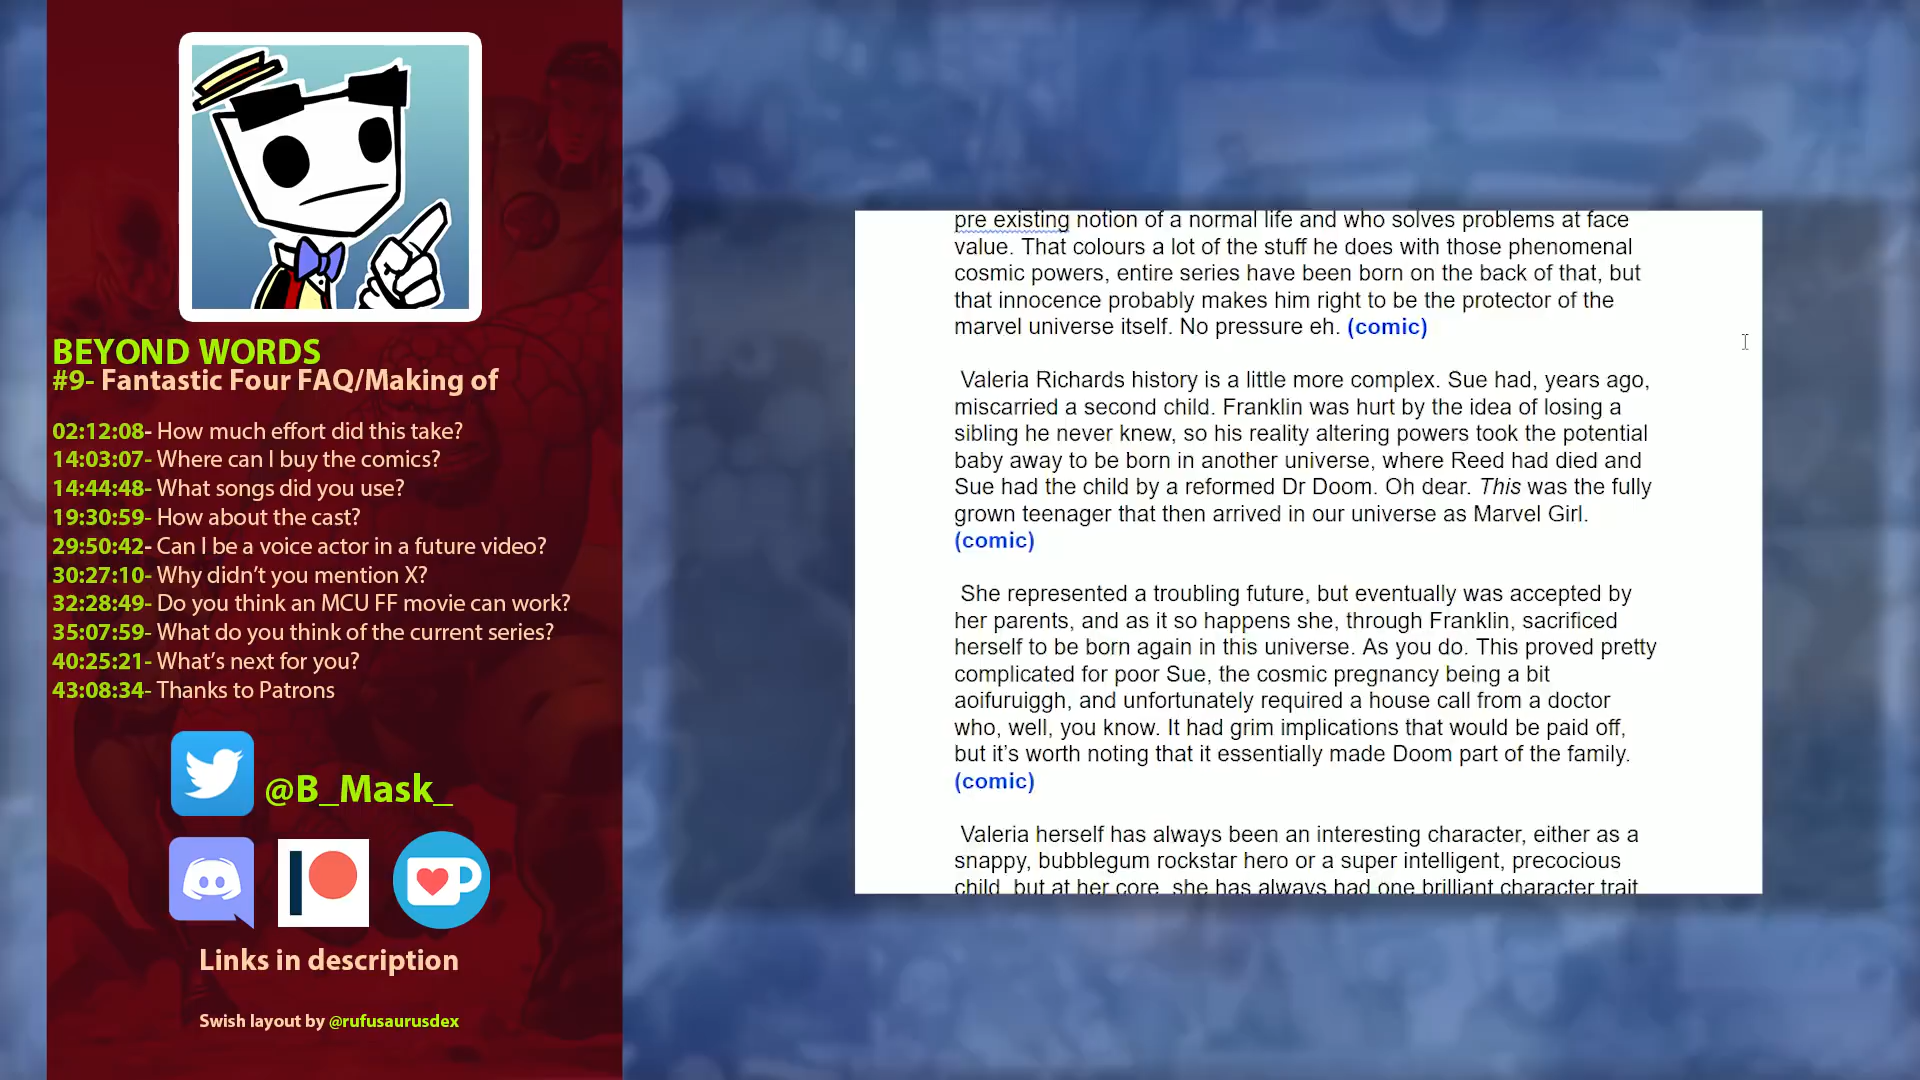 BEYOND WORDS
#9- Fantastic Four FAQ/Making of
02:12:08- How much effort did this take?
14:03:07- Where can I buy the comics?
14:44:48- What songs did you use?
19:30:59- How about the cast?
29:50:42- Can I be a voice actor in a future video?
30:27:10- Why didn't you mention X?
32:28:49- Do you think an MCU FF movie can work?
35:07:59- What do you think of the current series?
40:25:21- What's next for you?
43:08:34- Thanks to Patrons
@B_Mask_
Links in description
Swish layout by @rufusaurusdex
pre existing notion of a normal life and who solves problems at face
value. That colours a lot of the stuff he does with those phenomenal
cosmic powers, entire series have been born on the back of that, but
that innocence probably makes him right to be the protector of the
marvel universe itself. No pressure eh. (comic)
Valeria Richards history is a little more complex. Sue had, years ago,
miscarried a second child. Franklin was hurt by the idea of losing a
sibling he never knew, so his reality altering powers took the potential
baby away to be born in another universe, where Reed had died and
Sue had the child by a reformed Dr Doom. Oh dear. This was the fully
grown teenager that then arrived in our universe as Marvel Girl.
(comic)
She represented a troubling future, but eventually was accepted by
her parents, and as it so happens she, through Franklin, sacrificed
herself to be born again in this universe. As you do. This proved pretty
complicated for poor Sue, the cosmic pregnancy being a bit
aoifuruiggh, and unfortunately required a house call from a doctor
who, well, you know. It had grim implications that would be paid off,
but it's worth noting that it essentially made Doom part of the family.
(comic)
Valeria herself has always been an interesting character, either as a
snappy, bubblegum rockstar hero or a super intelligent, precocious
child, but at her core, she has always had one brilliant character trait